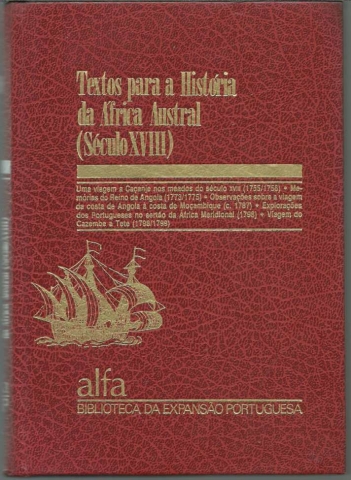 Textos para a História
da África Austral
(Século XVIII)
Uma viagem a Caçanje nos meados do século XVIII (1755/1756) • Me-
mórias do Reino de Angola (1773/1775) • Observações sobre a viagem
da costa de Angola à costa de Moçambique (c. 1787) • Explorações
dos Portugueses no sertão da África Meridional (1798) • Viagem do
Cazembe a Tete (1798/1799)
alfa
BIBLIOTECA DA EXPANSÃO PORTUGUESA